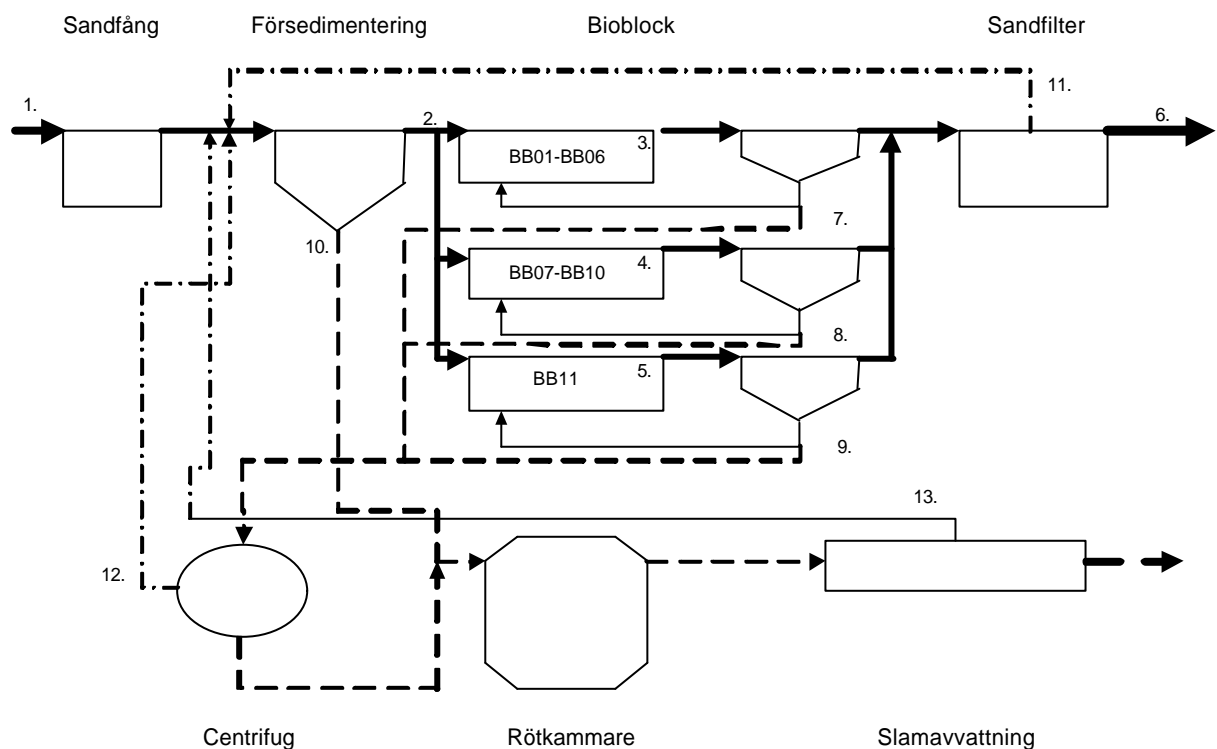 Sandfång Försedimentering Bioblock Sandfilter
11.
1. 2. 6.
3.
BB01-BB06
7.
10.
4.
BB07-BB10
8.
5.
BB11
9.
13.
12.
Centrifug Rötkammare Slamavvattning